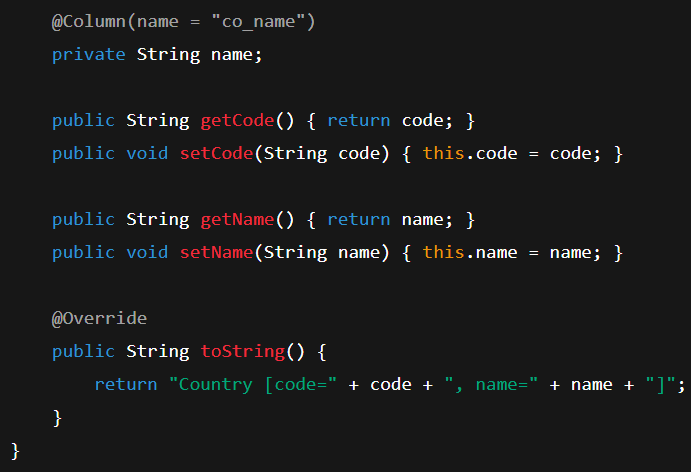 @Column(name = "co_name")
private String name;
public String getCode() { return code; }
public void setCode(String code) { this.code = code; }
public String getName() { return name; }
public void setName(String name) { this.name = name; }
@Override
public String toString() {
return "Country [code=" + code + ", name=" + name + "]";
}
}